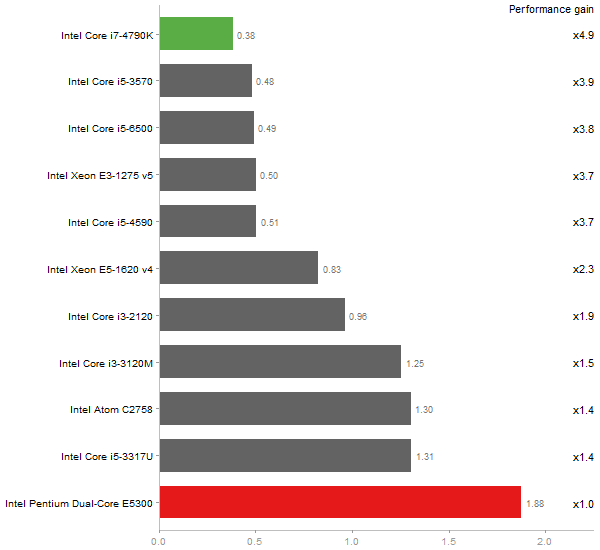 Performance gain
Intel Core i7-4790K 0.38 x4.9
Intel Core i5-3570 0.48 x3.9
Intel Core i5-6500 0.49 x3.8
Intel Xeon E3-1275 v5 0.50 x3.7
Intel Core i5-4590 0.51 x3.7
Intel Xeon E5-1620 v4 0.83 x2.3
Intel Core i3-2120 0.96 x1.9
Intel Core i3-3120M 1.25 x1.5
Intel Atom C2758 1.30 x1.4
Intel Core i5-3317U 1.31 x1.4
Intel Pentium Dual-Core E5300 1.88 x1.0
0.0 0.5 1.0 1.5 2.0